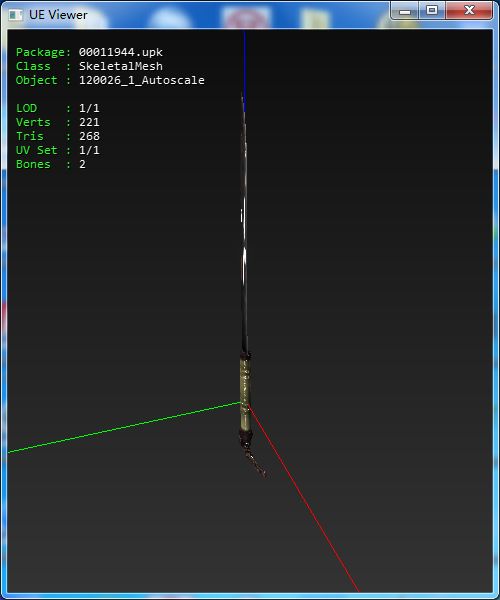 UE Viewer
Package: 00011944.upk
Class  : SkeletalMesh
Object : 120026_1_Autoscale
LOD    : 1/1
Verts  : 221
Tris   : 268
UV Set : 1/1
Bones  : 2